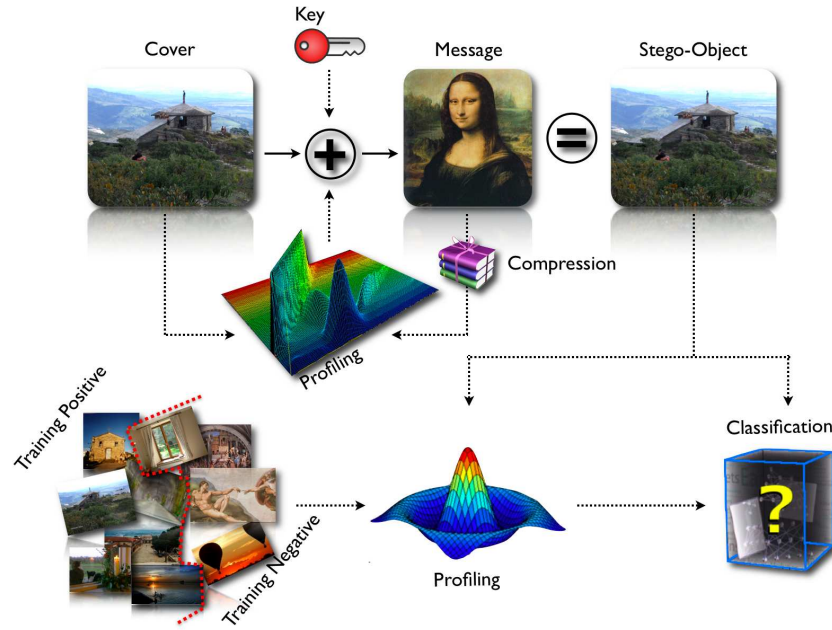 Key
Cover
Message
Stego-Object
Compression
Profiling
Training Positive
Classification
Training Negative
Profiling